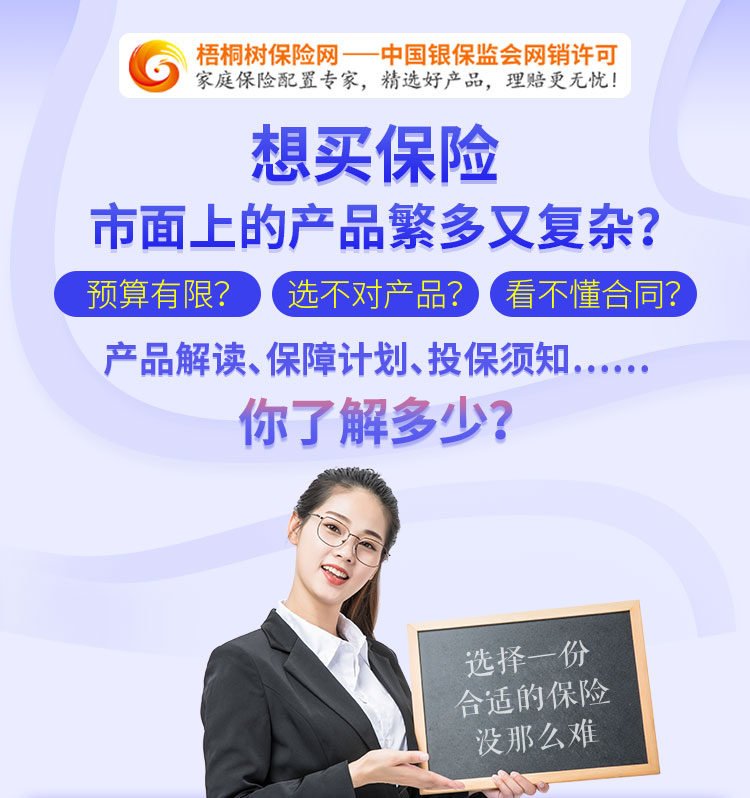 梧桐树保险网——中国银保监会网销许可
家庭保险配置专家，精选好产品，理赔更无忧！
想买保险
市面上的产品繁多又复杂？
预算有限？ 选不对产品？ 看不懂合同？
产品解读、保障计划、投保须知……
你了解多少？
选择一份
合适的保险
没那么难